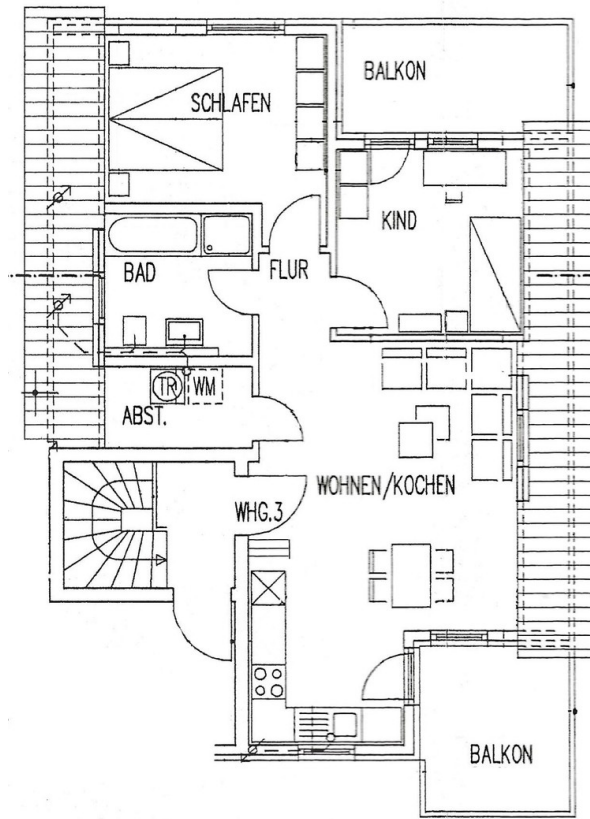 BALKON
SCHLAFEN
KIND
BAD
FLUR
TR WM
ABST.
WOHNEN/KOCHEN
WHG.3
BALKON